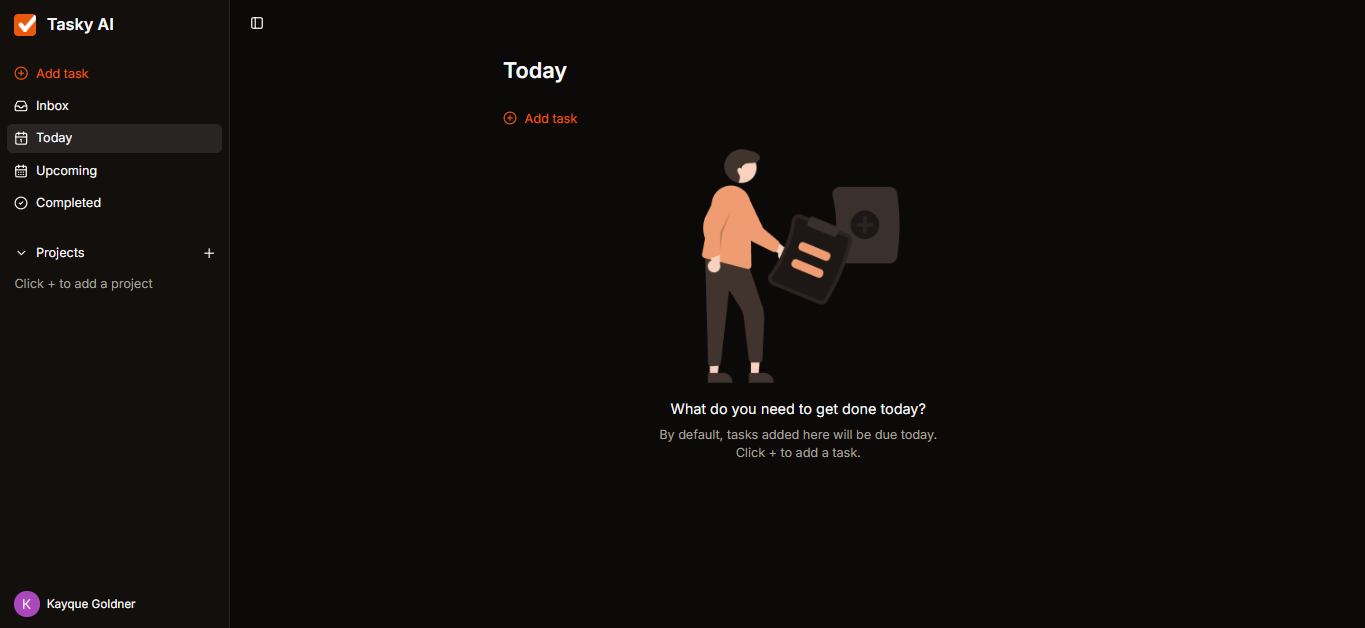 Tasky AI
Add task
Inbox
Today
Upcoming
Completed
Projects
Click + to add a project
Kayque Goldner
K
Today
Add task
What do you need to get done today?
By default, tasks added here will be due today.
Click + to add a task.